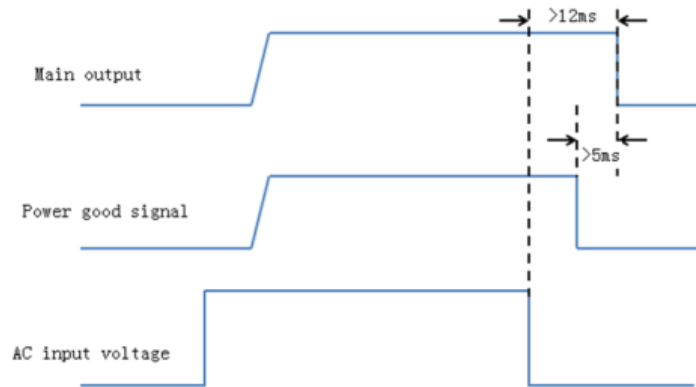 >12ms
Main output
>5ms
Power good signal
AC input voltage